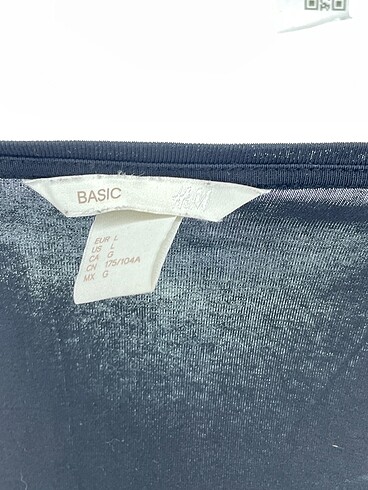 BASIC
H&M
EUR L
US L
CA G
CN 175/104A
MX G